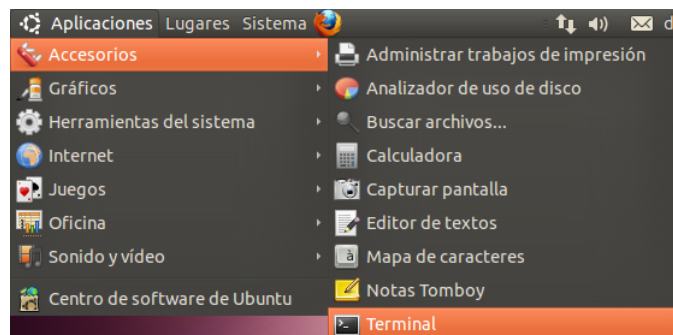 Aplicaciones Lugares Sistema
Accesorios
Gráficos
Herramientas del sistema
Internet
Juegos
Oficina
Sonido y vídeo
Centro de software de Ubuntu
Administrar trabajos de impresión
Analizador de uso de disco
Buscar archivos...
Calculadora
Capturar pantalla
Editor de textos
Mapa de caracteres
Notas Tomboy
Terminal